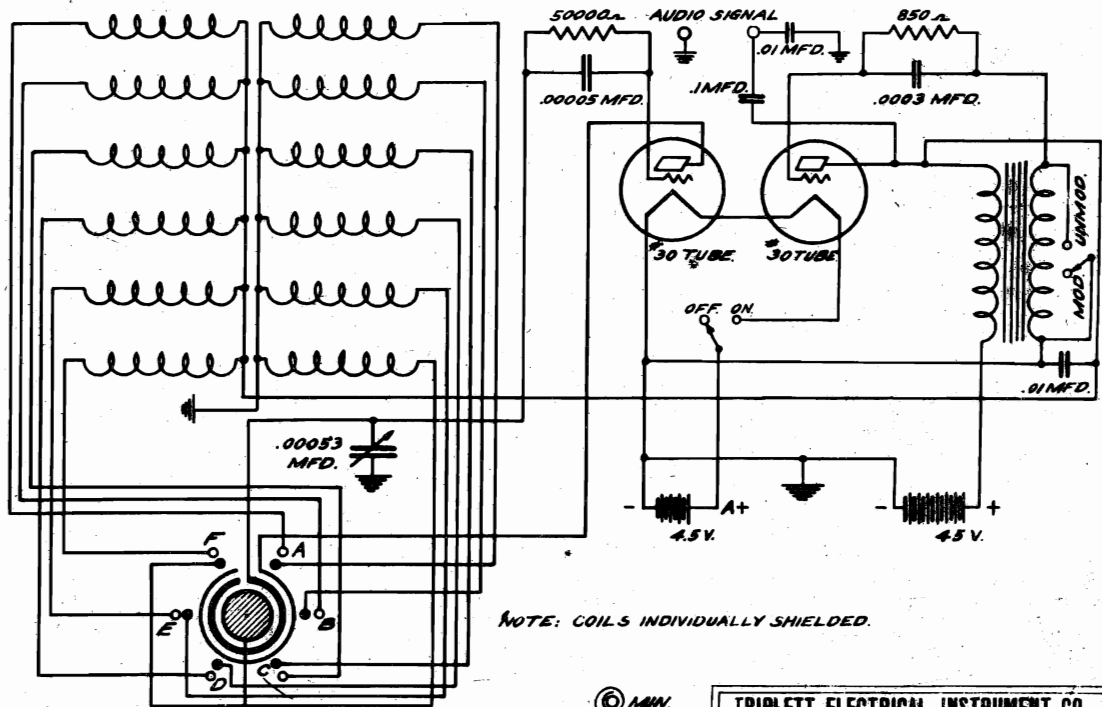 50000Ω AUDIO SIGNAL 850Ω
.01 MFD.
.00005 MFD. .1MFD. .0003 MFD.
#30 TUBE. #30 TUBE
UNMOD.
MOD.
OFF. ON.
.01 MFD.
.00053
MFD.
- A+ - +
4.5 V. 45 V.
F A
E B
D C
NOTE: COILS INDIVIDUALLY SHIELDED.
© MIN.
TRIPLETT ELECTRICAL INSTRUMENT CO.